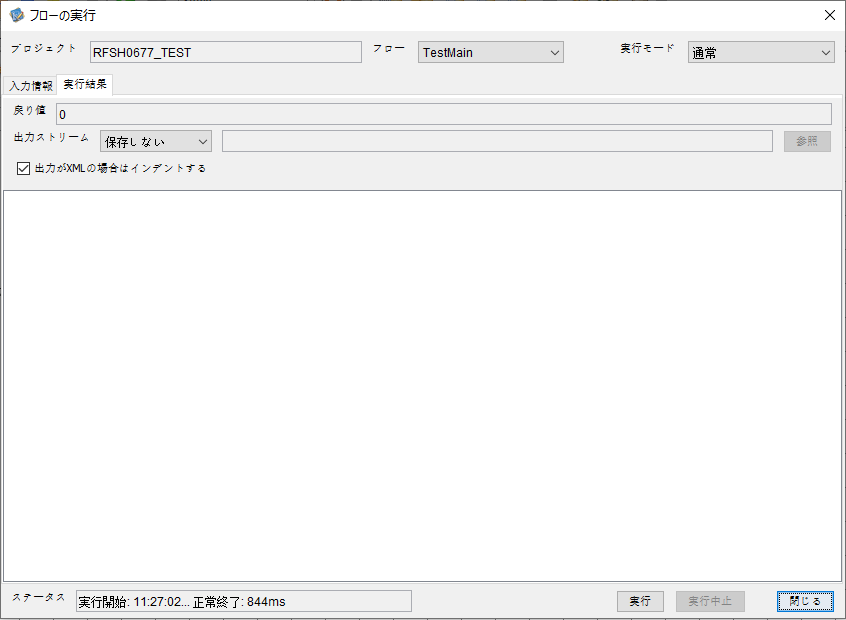 フローの実行
プロジェクト RFSH0677_TEST フロー TestMain 実行モード 通常
入力情報 実行結果
戻り値 0
出力ストリーム 保存しない 参照
出力がXMLの場合はインデントする
ステータス 実行開始: 11:27:02... 正常終了: 844ms 実行 実行中止 閉じる